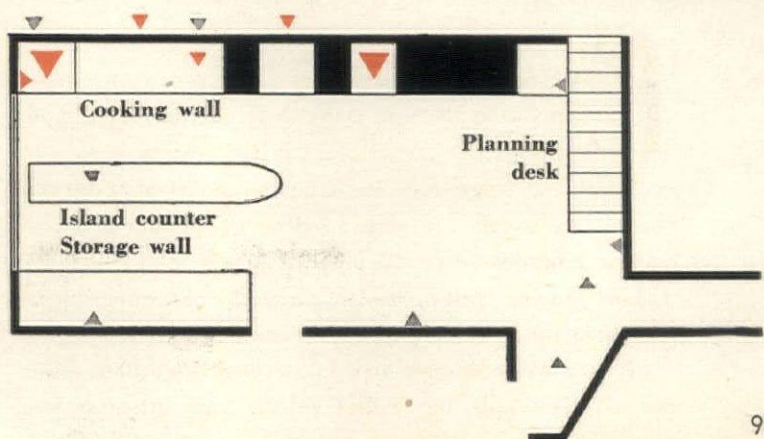 Cooking wall
Planning
desk
Island counter
Storage wall
9